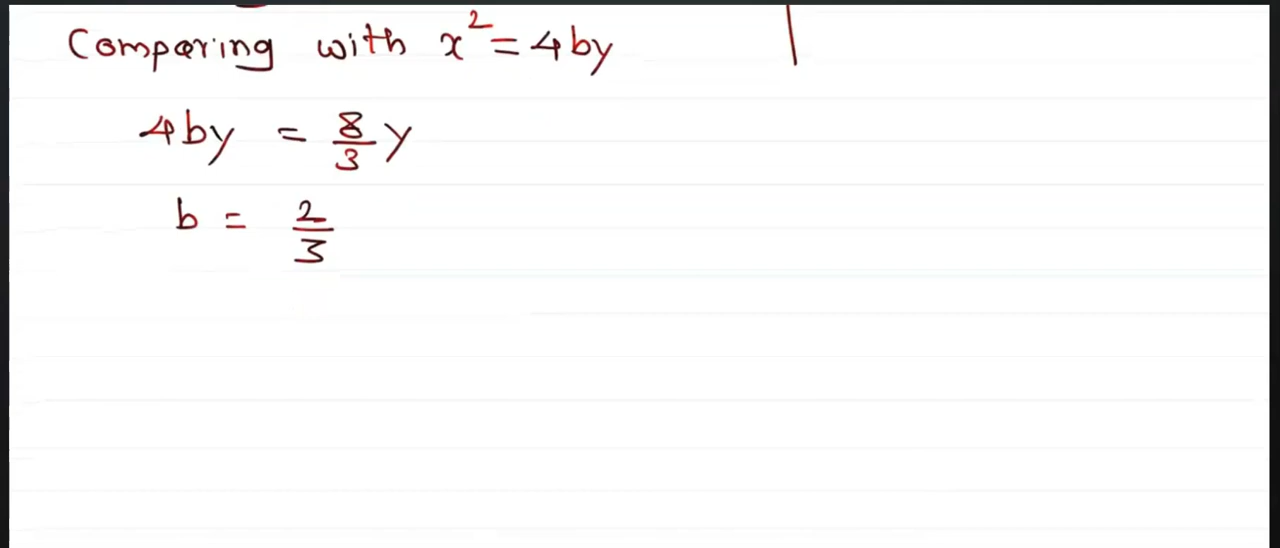 Comparing with x² = 4by
4by = 8/3 y
b = 2/3